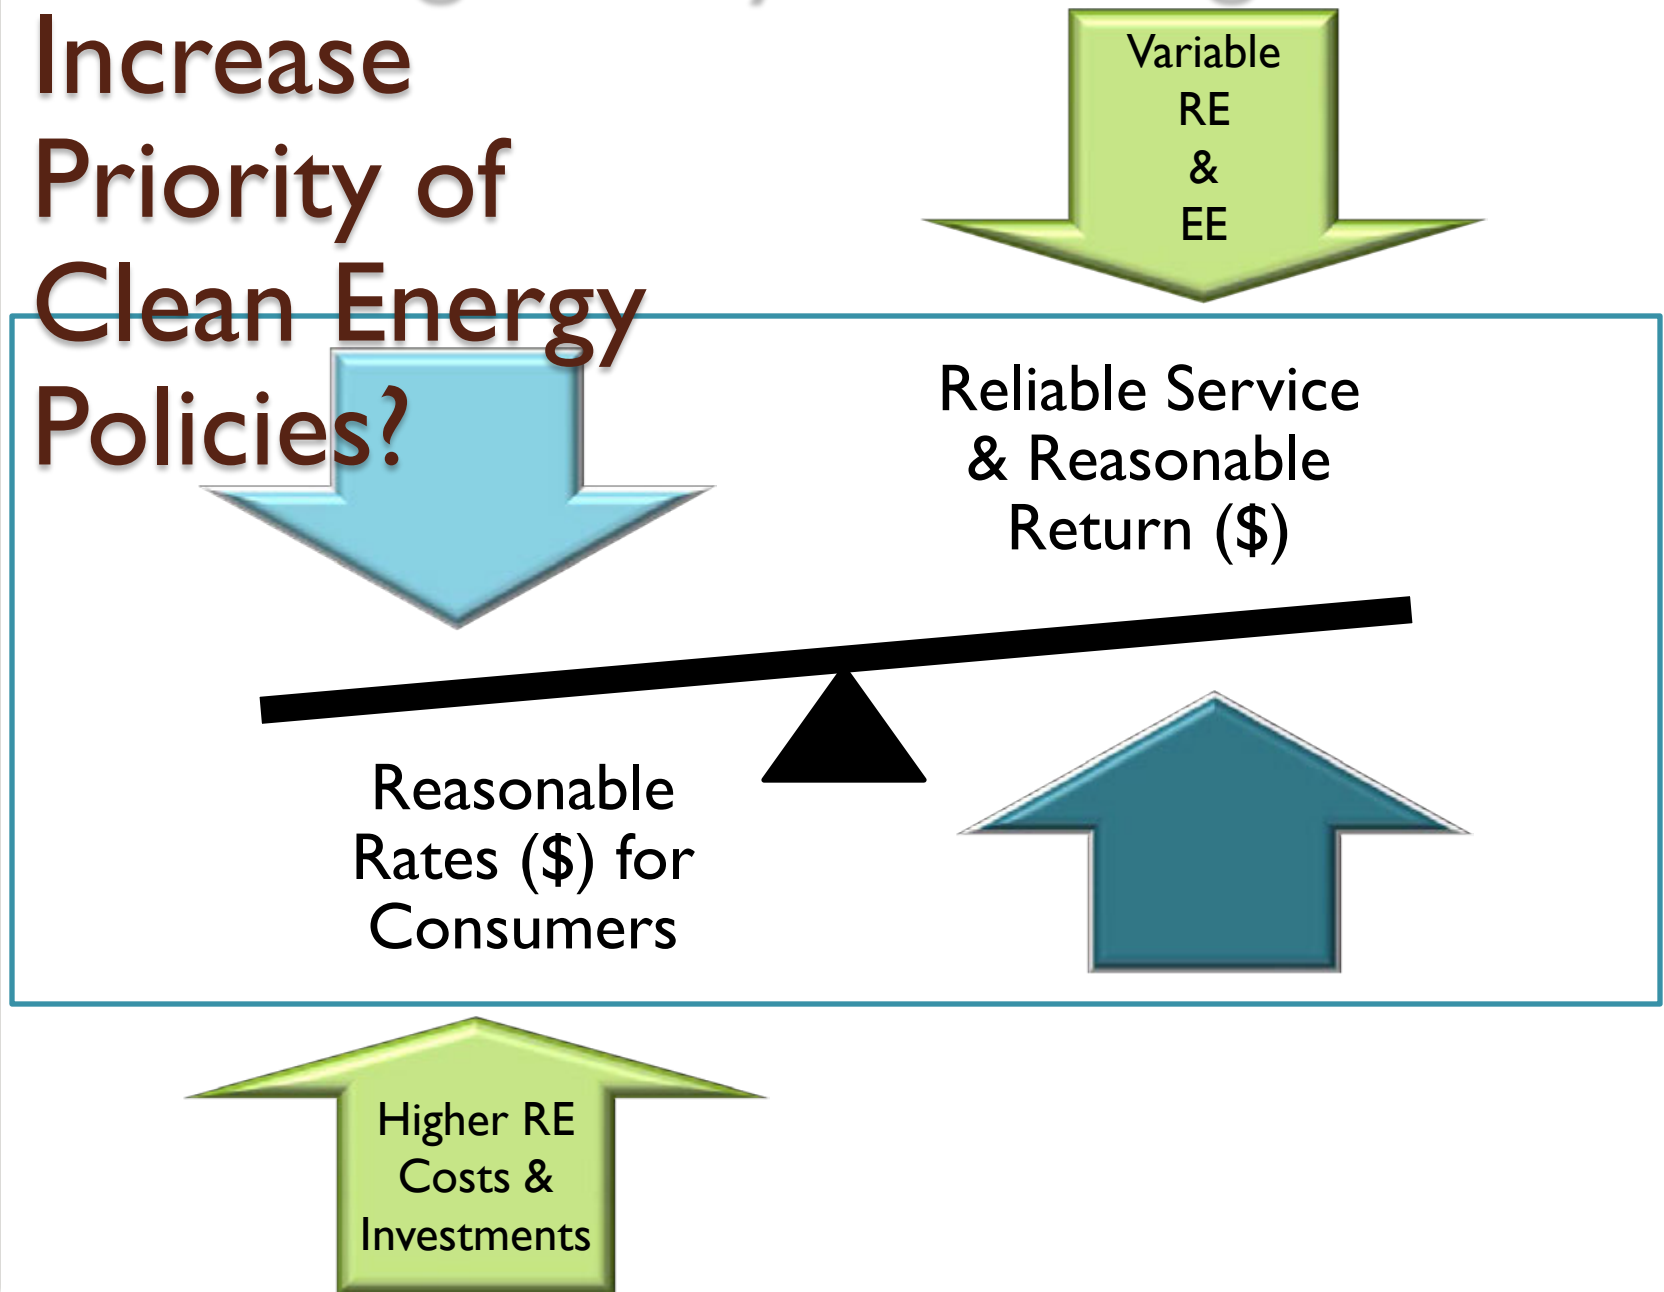 Increase
Priority of
Clean Energy
Policies?
Variable
RE
&
EE
Reliable Service
& Reasonable
Return ($)
Reasonable
Rates ($) for
Consumers
Higher RE
Costs &
Investments